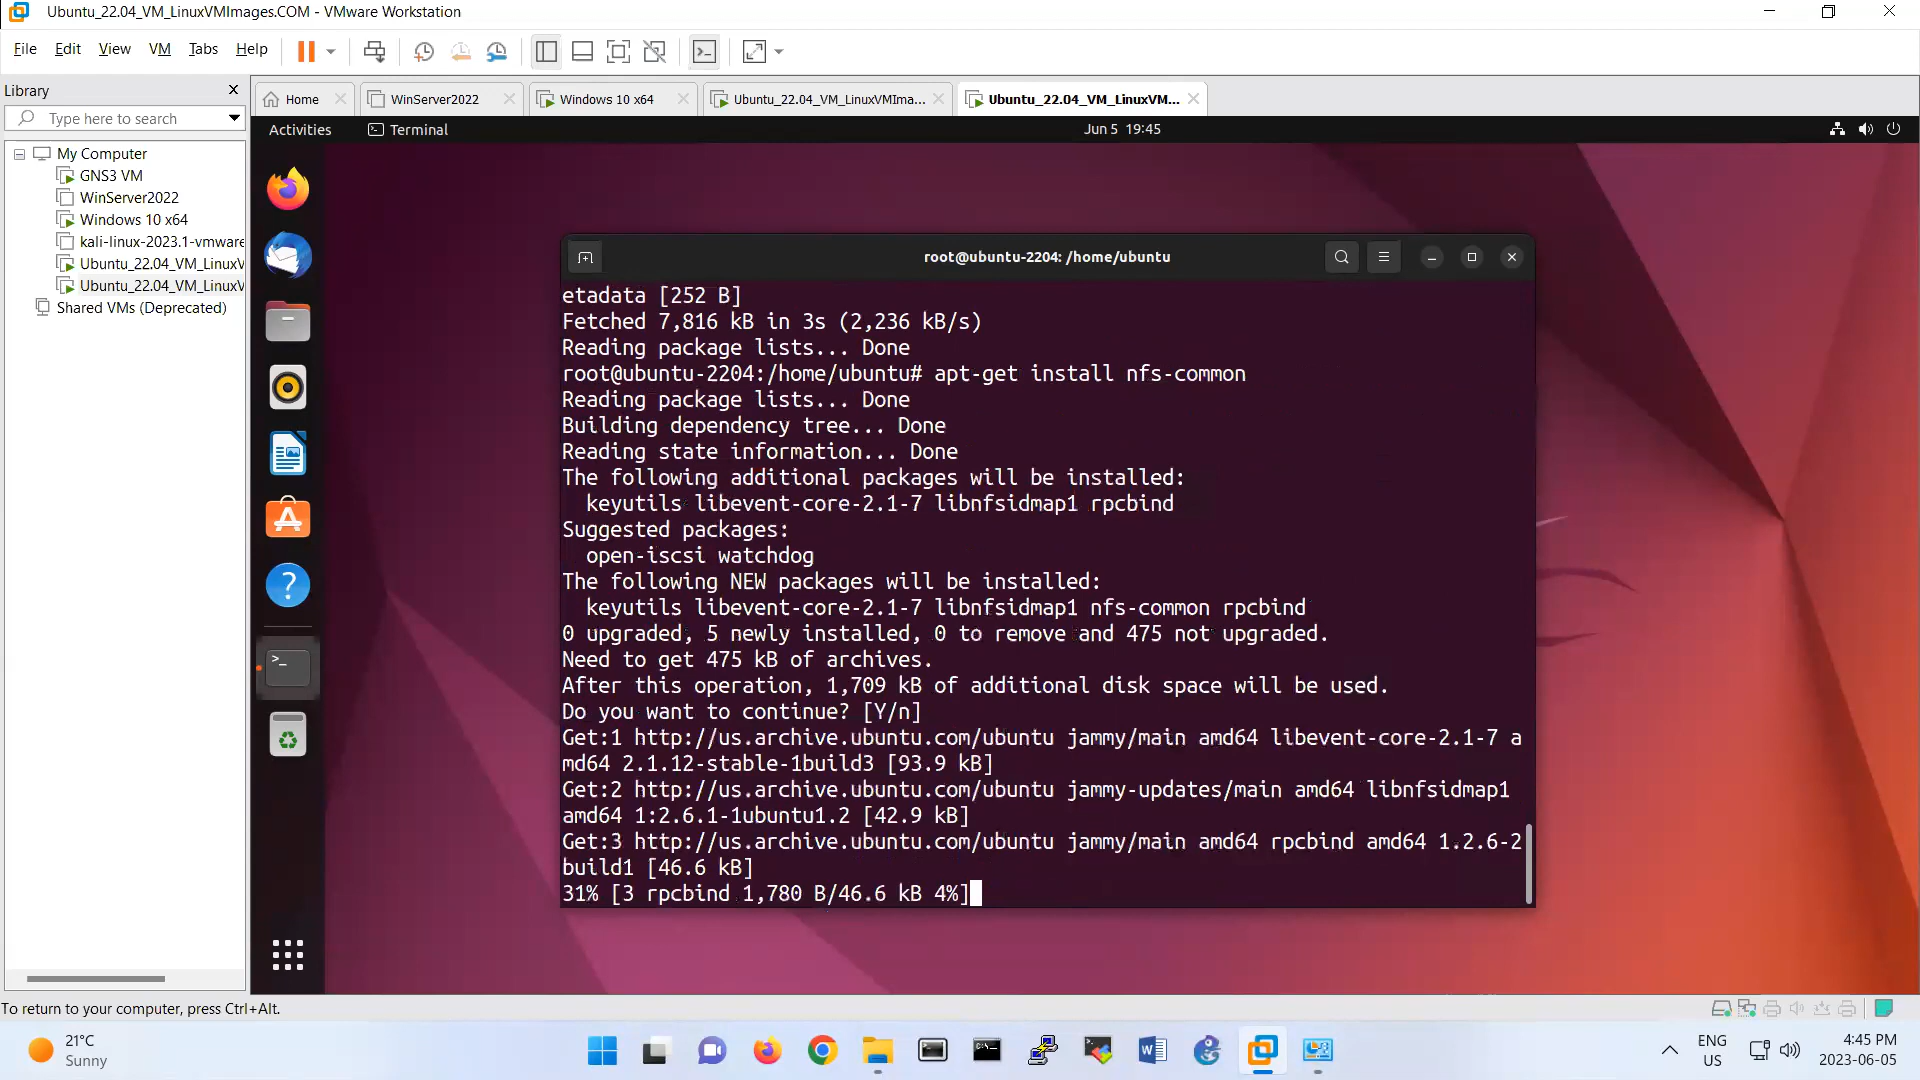 Ubuntu_22.04_VM_LinuxVMImages.COM - VMware Workstation
File Edit View VM Tabs Help
Library
Type here to search
My Computer
GNS3 VM
WinServer2022
Windows 10 x64
kali-linux-2023.1-vmware
Ubuntu_22.04_VM_LinuxV
Ubuntu_22.04_VM_LinuxV
Shared VMs (Deprecated)
Home WinServer2022 Windows 10 x64 Ubuntu_22.04_VM_LinuxVMIma... Ubuntu_22.04_VM_LinuxVM...
Activities Terminal Jun 5 19:45
root@ubuntu-2204: /home/ubuntu
etadata [252 B]
Fetched 7,816 kB in 3s (2,236 kB/s)
Reading package lists... Done
root@ubuntu-2204:/home/ubuntu# apt-get install nfs-common
Reading package lists... Done
Building dependency tree... Done
Reading state information... Done
The following additional packages will be installed:
keyutils libevent-core-2.1-7 libnfsidmap1 rpcbind
Suggested packages:
open-iscsi watchdog
The following NEW packages will be installed:
keyutils libevent-core-2.1-7 libnfsidmap1 nfs-common rpcbind
0 upgraded, 5 newly installed, 0 to remove and 475 not upgraded.
Need to get 475 kB of archives.
After this operation, 1,709 kB of additional disk space will be used.
Do you want to continue? [Y/n]
Get:1 http://us.archive.ubuntu.com/ubuntu jammy/main amd64 libevent-core-2.1-7 a
md64 2.1.12-stable-1build3 [93.9 kB]
Get:2 http://us.archive.ubuntu.com/ubuntu jammy-updates/main amd64 libnfsidmap1
amd64 1:2.6.1-1ubuntu1.2 [42.9 kB]
Get:3 http://us.archive.ubuntu.com/ubuntu jammy/main amd64 rpcbind amd64 1.2.6-2
build1 [46.6 kB]
31% [3 rpcbind 1,780 B/46.6 kB 4%]
To return to your computer, press Ctrl+Alt.
21°C
Sunny
ENG
US
4:45 PM
2023-06-05